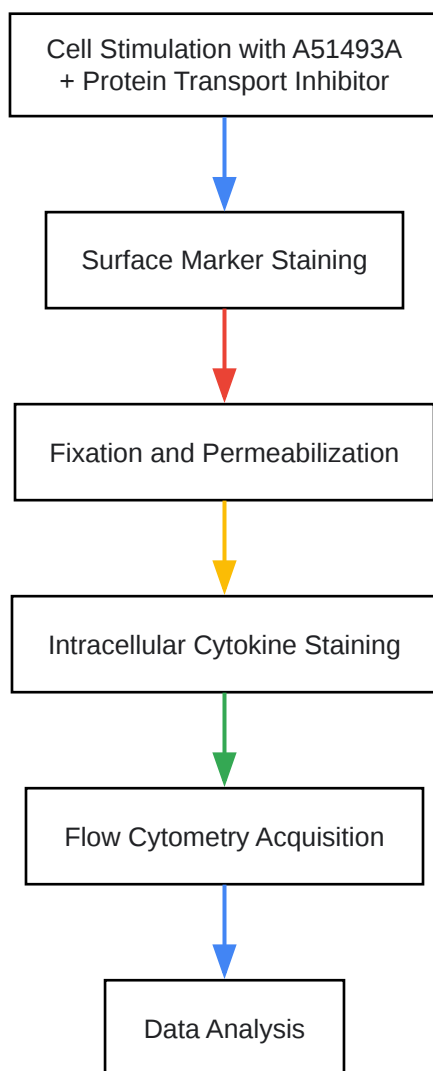 Cell Stimulation with A51493A
+ Protein Transport Inhibitor
Surface Marker Staining
Fixation and Permeabilization
Intracellular Cytokine Staining
Flow Cytometry Acquisition
Data Analysis